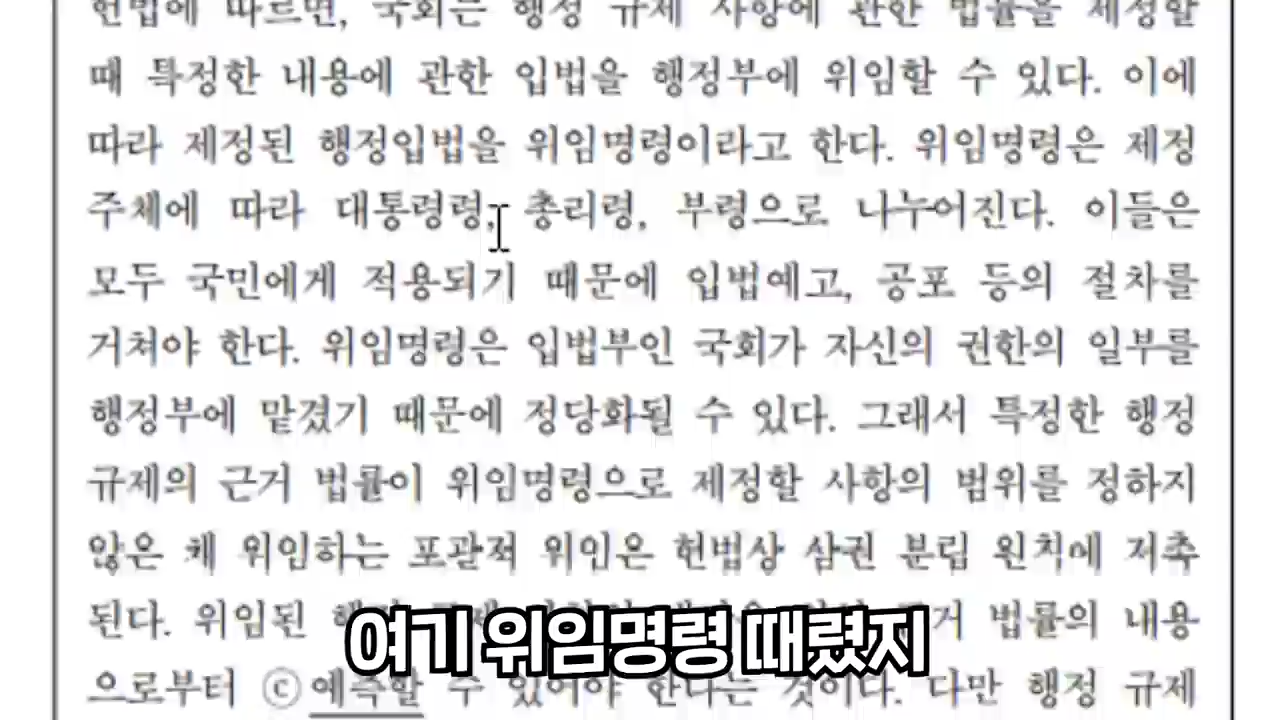 헌법에 따르면, 국회는 행정 규제 사항에 관한 법률을 제정할
때 특정한 내용에 관한 입법을 행정부에 위임할 수 있다. 이에
따라 제정된 행정입법을 위임명령이라고 한다. 위임명령은 제정
주체에 따라 대통령령, 총리령, 부령으로 나누어진다. 이들은
모두 국민에게 적용되기 때문에 입법예고, 공포 등의 절차를
거쳐야 한다. 위임명령은 입법부인 국회가 자신의 권한의 일부를
행정부에 맡겼기 때문에 정당화될 수 있다. 그래서 특정한 행정
규제의 근거 법률이 위임명령으로 제정할 사항의 범위를 정하지
않은 채 위임하는 포괄적 위임은 헌법상 삼권 분립 원칙에 저촉
된다. 위임된 법률의 내용
여기 위임명령 때렸지
으로부터 ⓒ예측할 수 있어야 한다는 것이다. 다만 행정 규제